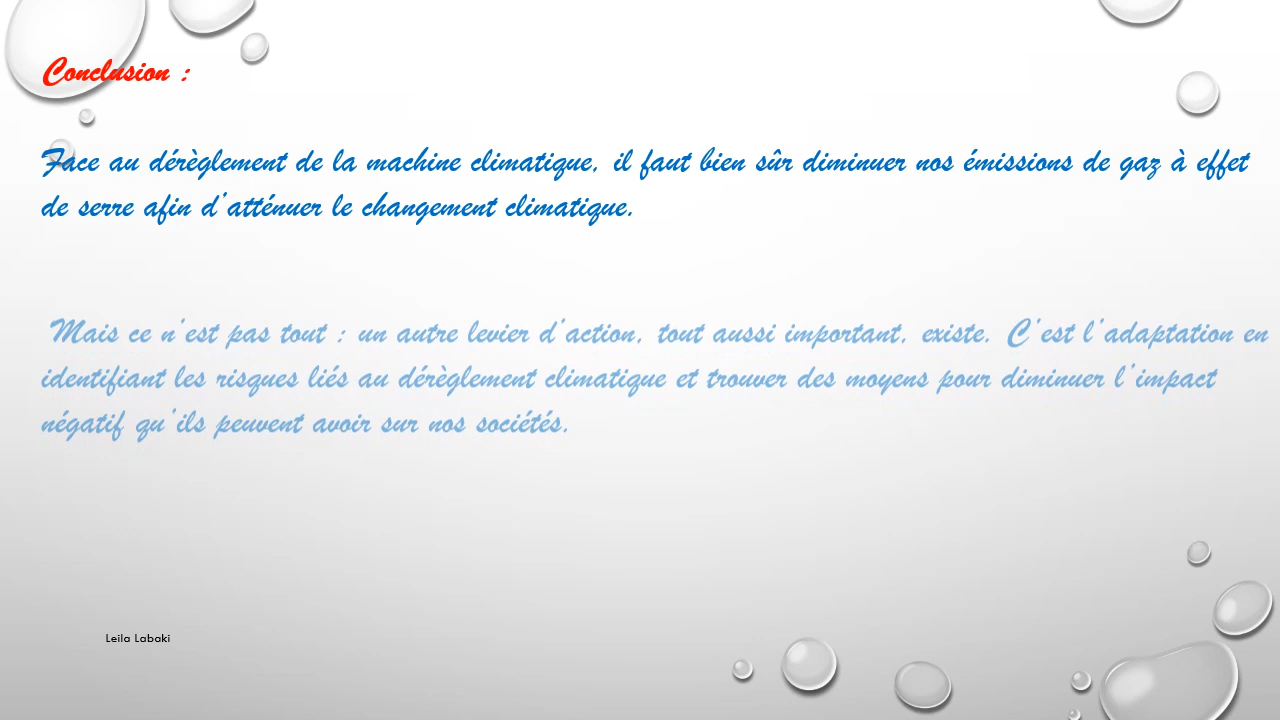 Conclusion :
Face au dérèglement de la machine climatique, il faut bien sûr diminuer nos émissions de gaz à effet
de serre afin d'atténuer le changement climatique.
Mais ce n'est pas tout : un autre levier d'action, tout aussi important, existe. C'est l'adaptation en
identifiant les risques liés au dérèglement climatique et trouver des moyens pour diminuer l'impact
négatif qu'ils peuvent avoir sur nos sociétés.
Leila Labaki